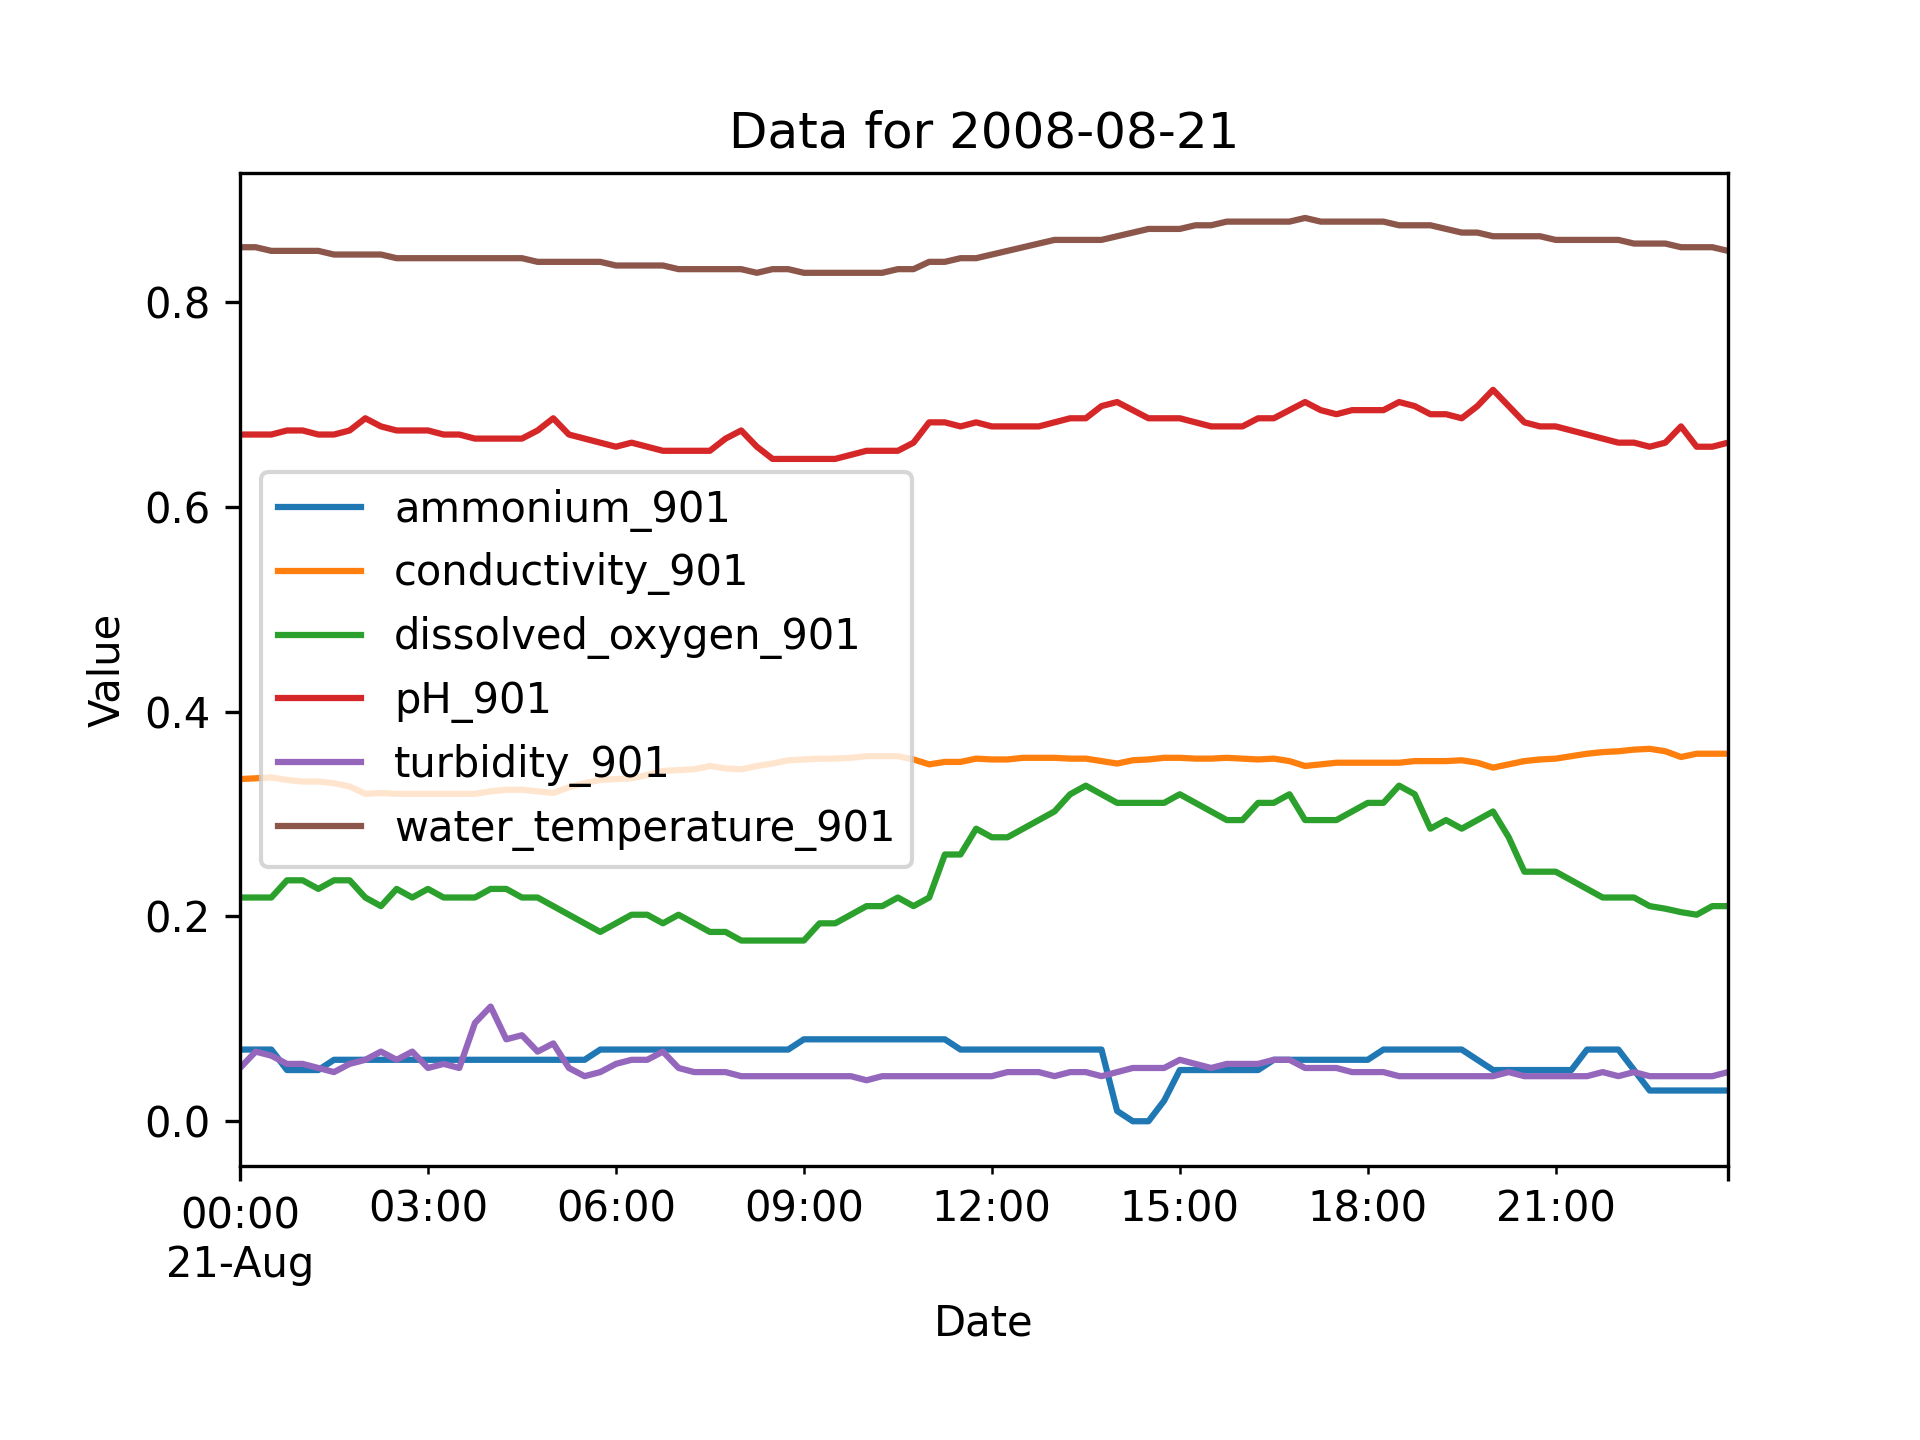 Data for 2008-08-21
Value
0.8
0.6
0.4
0.2
0.0
ammonium_901
conductivity_901
dissolved_oxygen_901
pH_901
turbidity_901
water_temperature_901
00:00 03:00 06:00 09:00 12:00 15:00 18:00 21:00
21-Aug
Date